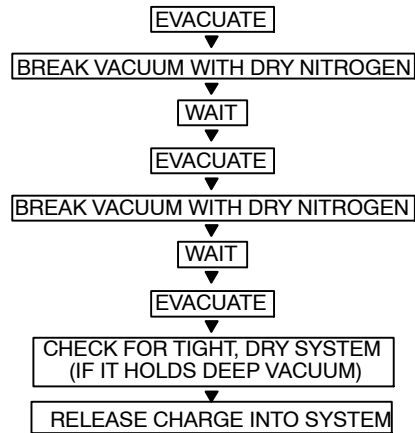 EVACUATE
BREAK VACUUM WITH DRY NITROGEN
WAIT
EVACUATE
BREAK VACUUM WITH DRY NITROGEN
WAIT
EVACUATE
CHECK FOR TIGHT, DRY SYSTEM
(IF IT HOLDS DEEP VACUUM)
RELEASE CHARGE INTO SYSTEM